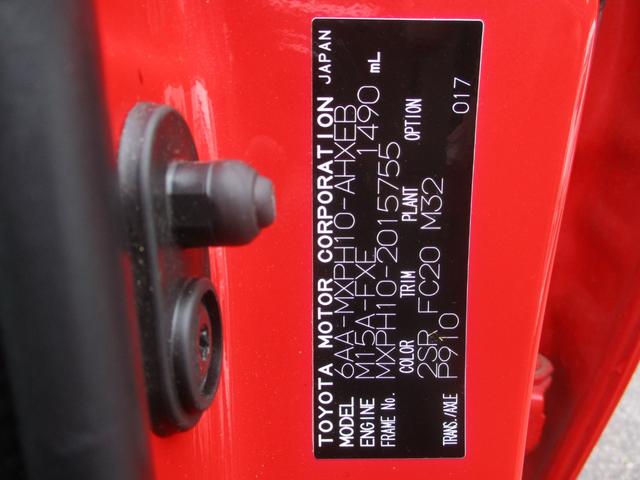 TOYOTA MOTOR CORPORATION JAPAN
MODEL 6AA-MXPH10-AHXEB
ENGINE M15A-FXE 1490 mL
FRAME No. MXPH10-2015755
COLOR TRIM PLANT OPTION
2SR FC20 M32
TRANS./AXLE P910 017